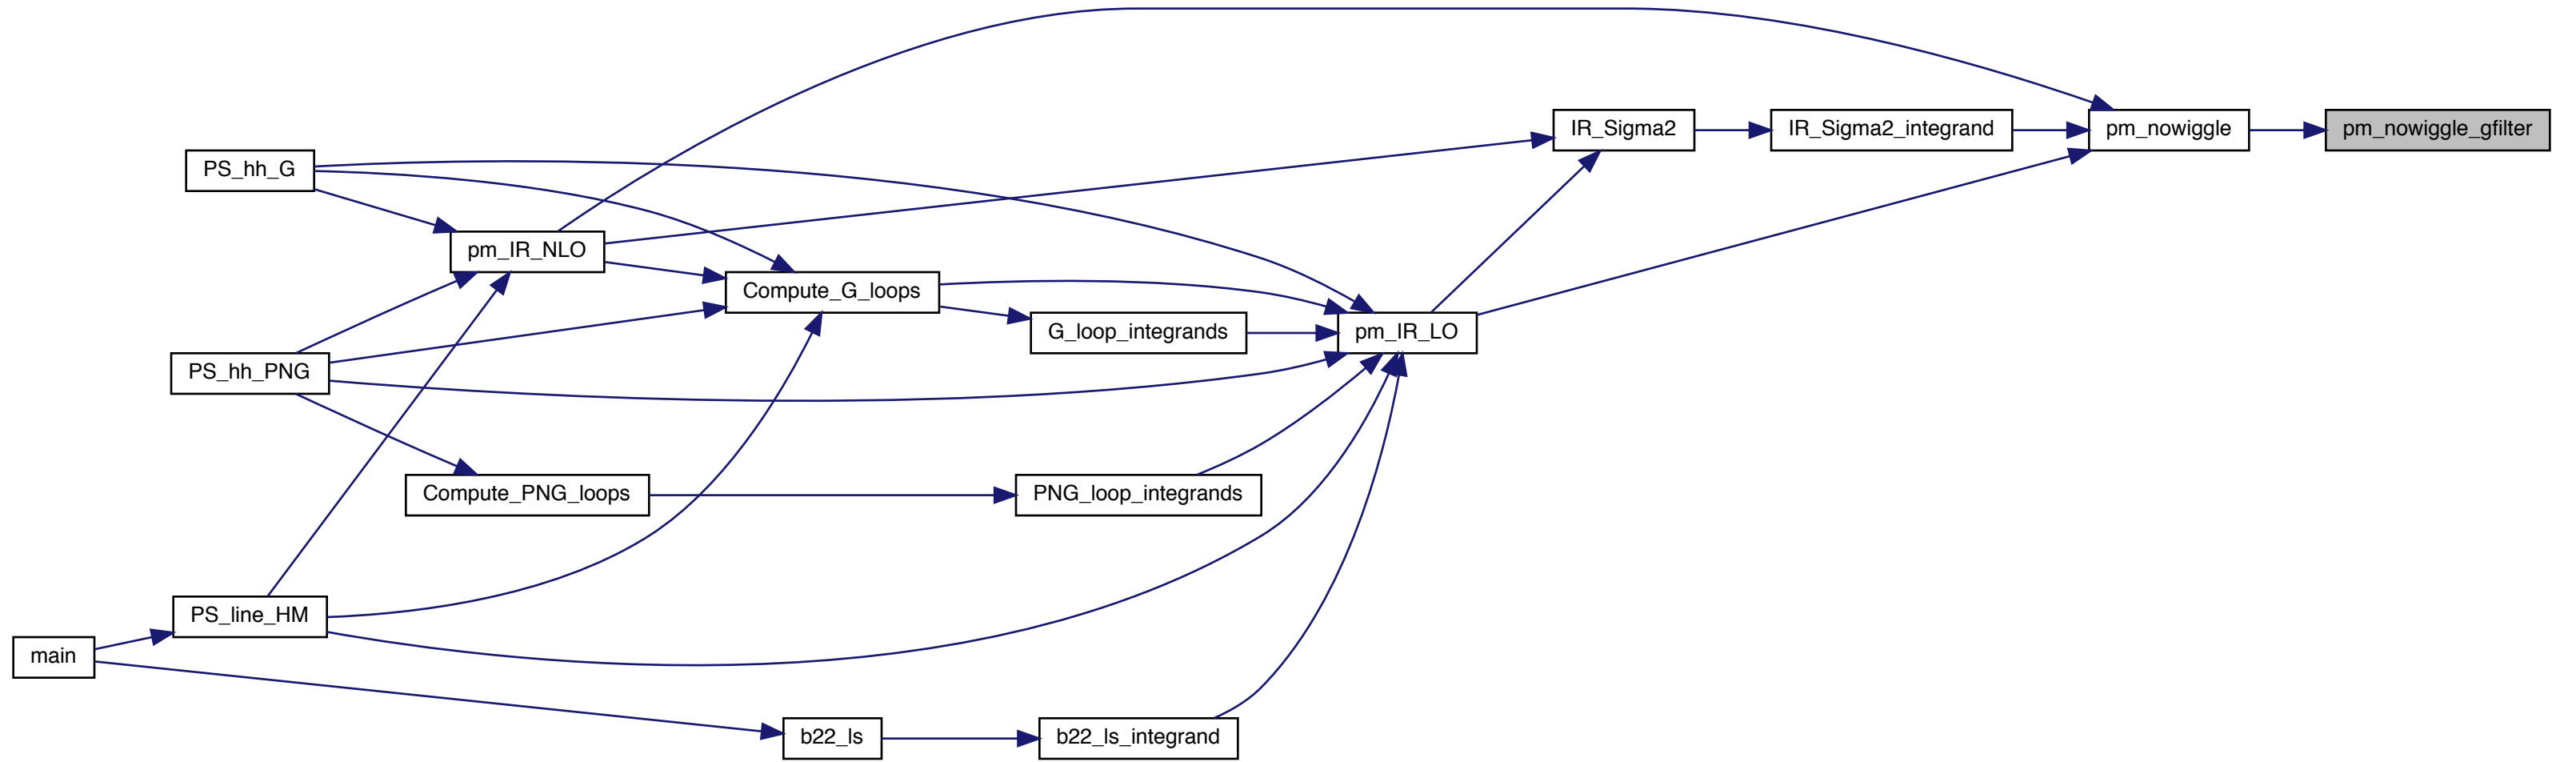 IR_Sigma2
IR_Sigma2_integrand
pm_nowiggle
pm_nowiggle_gfilter
PS_hh_G
pm_IR_NLO
Compute_G_loops
G_loop_integrands
pm_IR_LO
PS_hh_PNG
Compute_PNG_loops
PNG_loop_integrands
PS_line_HM
main
b22_ls
b22_ls_integrand